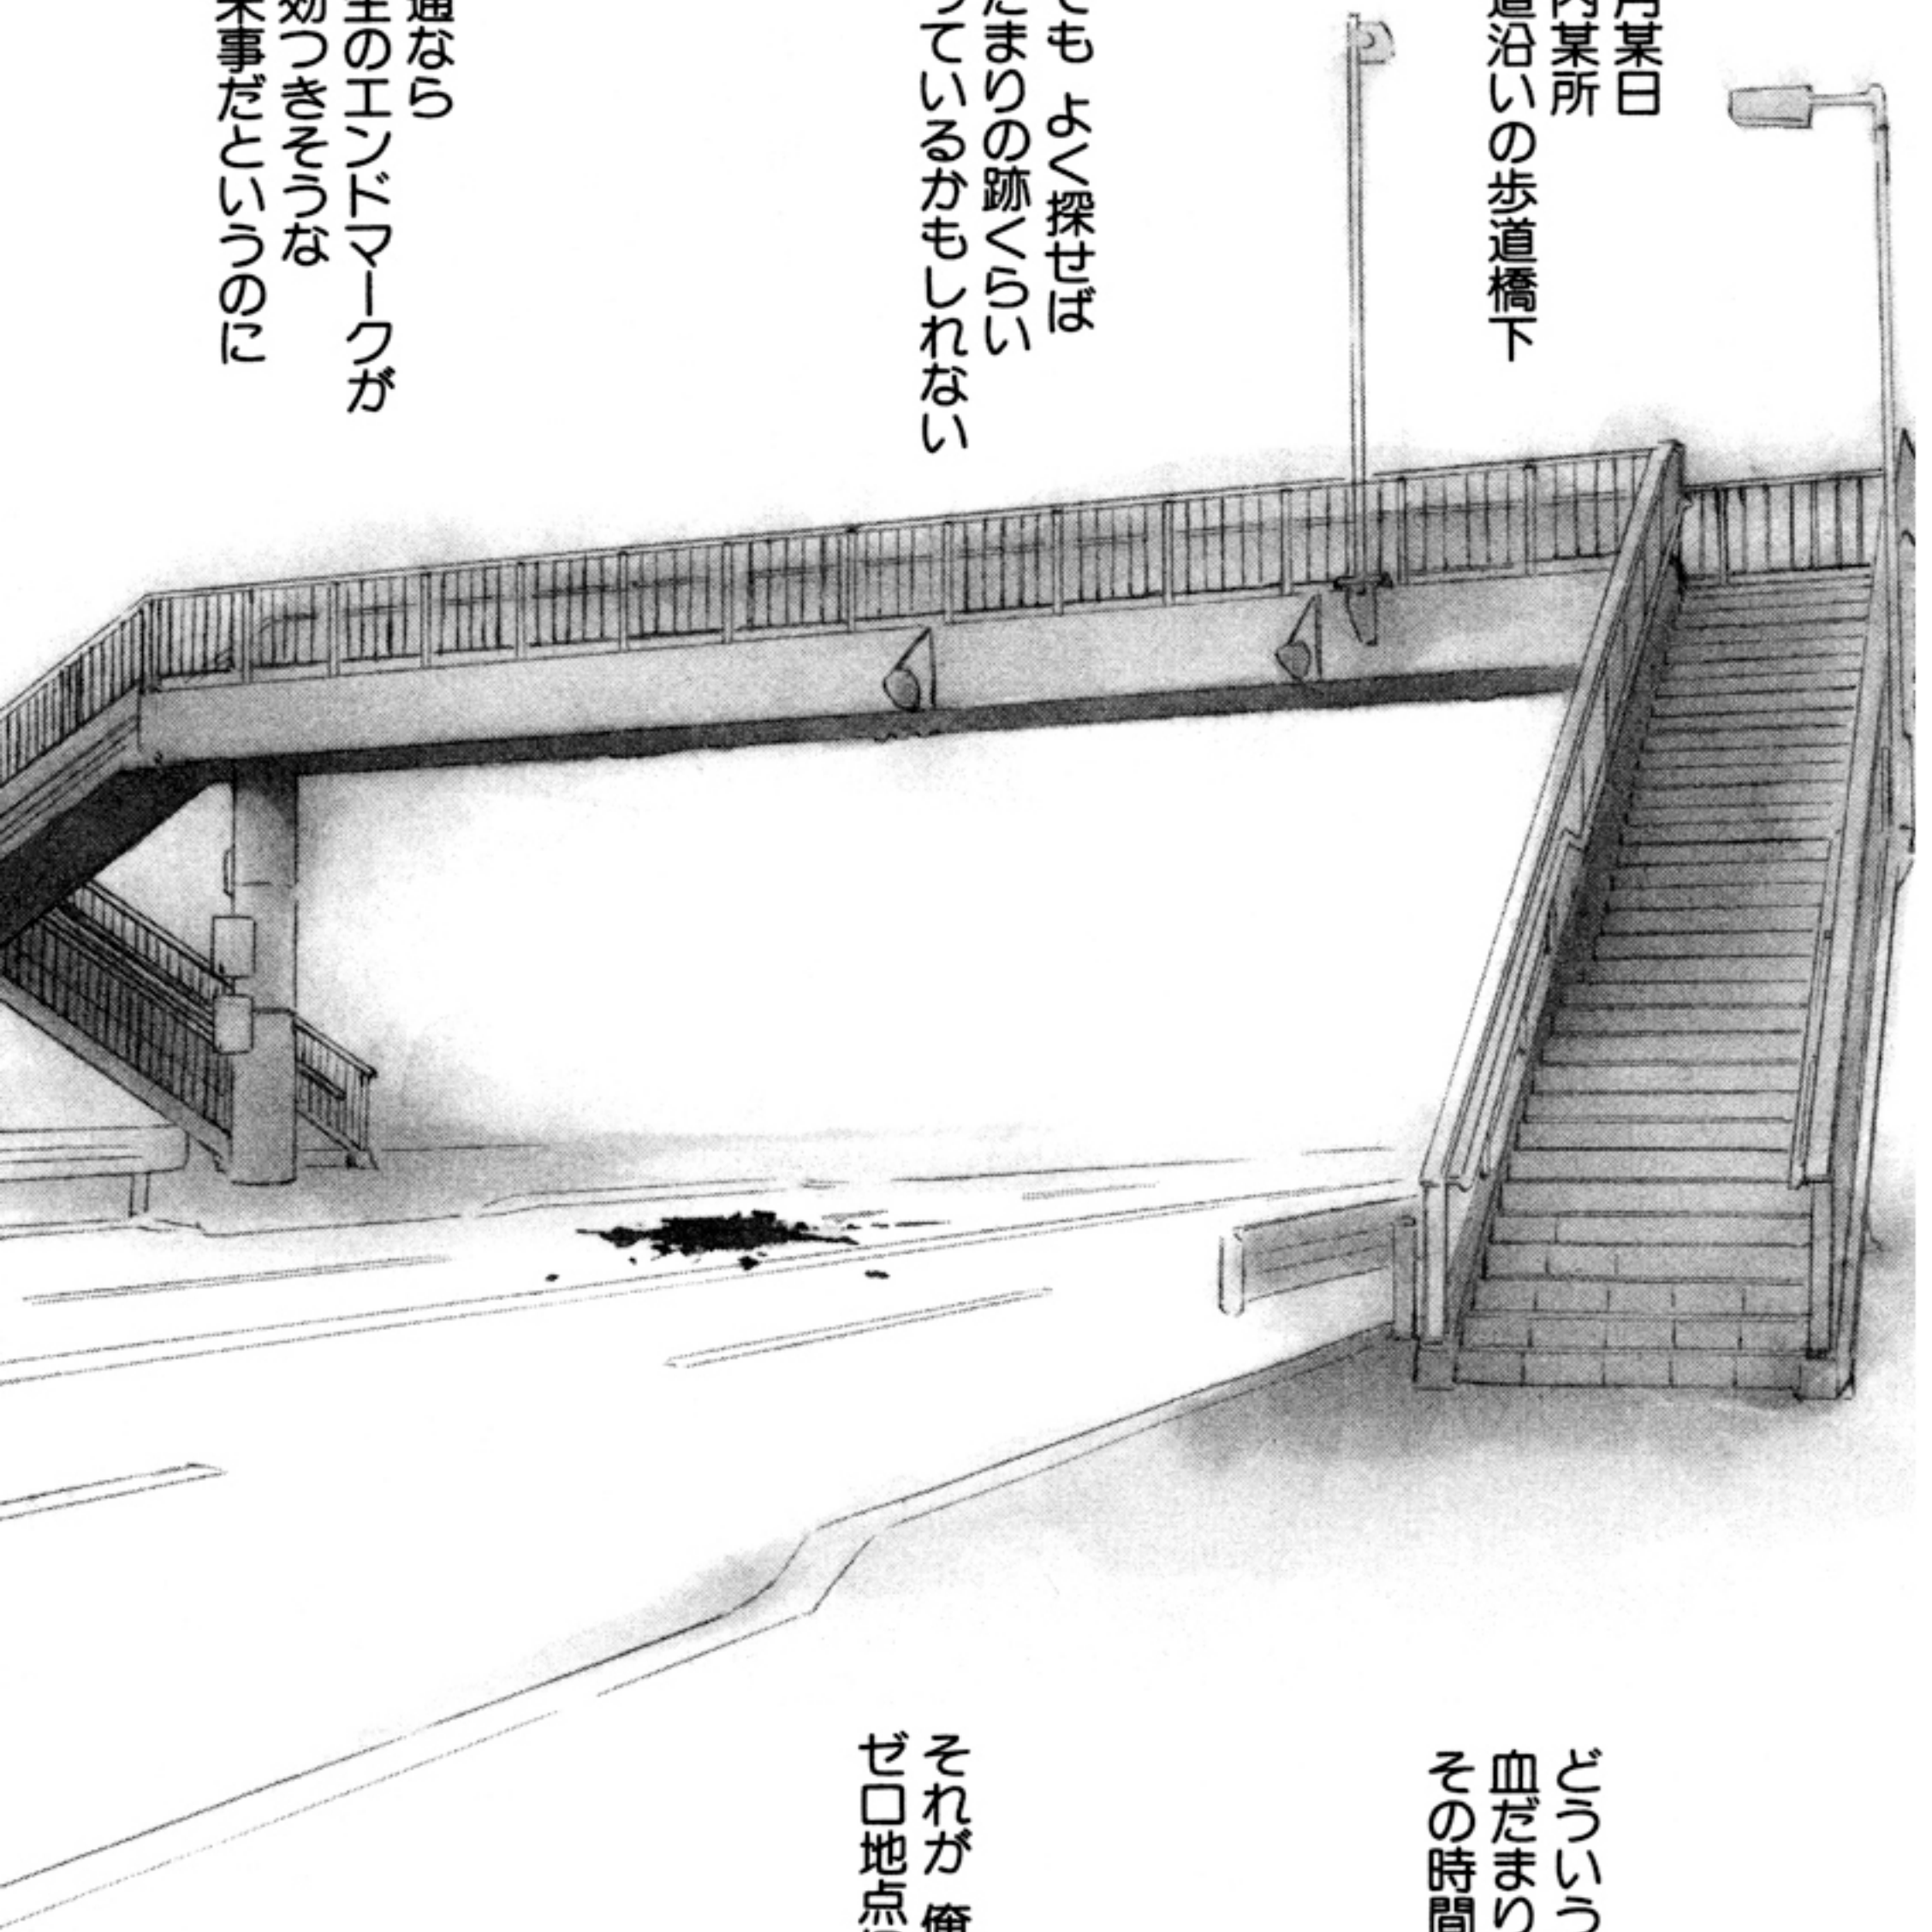 月某日
内某所
道沿いの歩道橋下
ても よく探せば
だまりの跡くらい
っているかもしれない
通なら
生のエンドマークが
効つきそうな
来事だというのに
どういう
血だまり
その時間
それが 俺
ゼロ地点